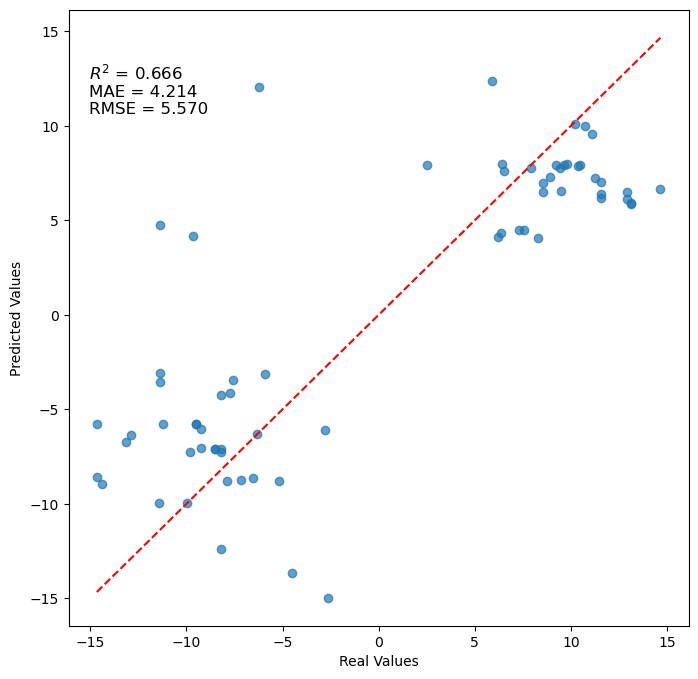 R² = 0.666
MAE = 4.214
RMSE = 5.570
15
10
5
0
−5
−10
−15
Predicted Values
−15 −10 −5 0 5 10 15
Real Values